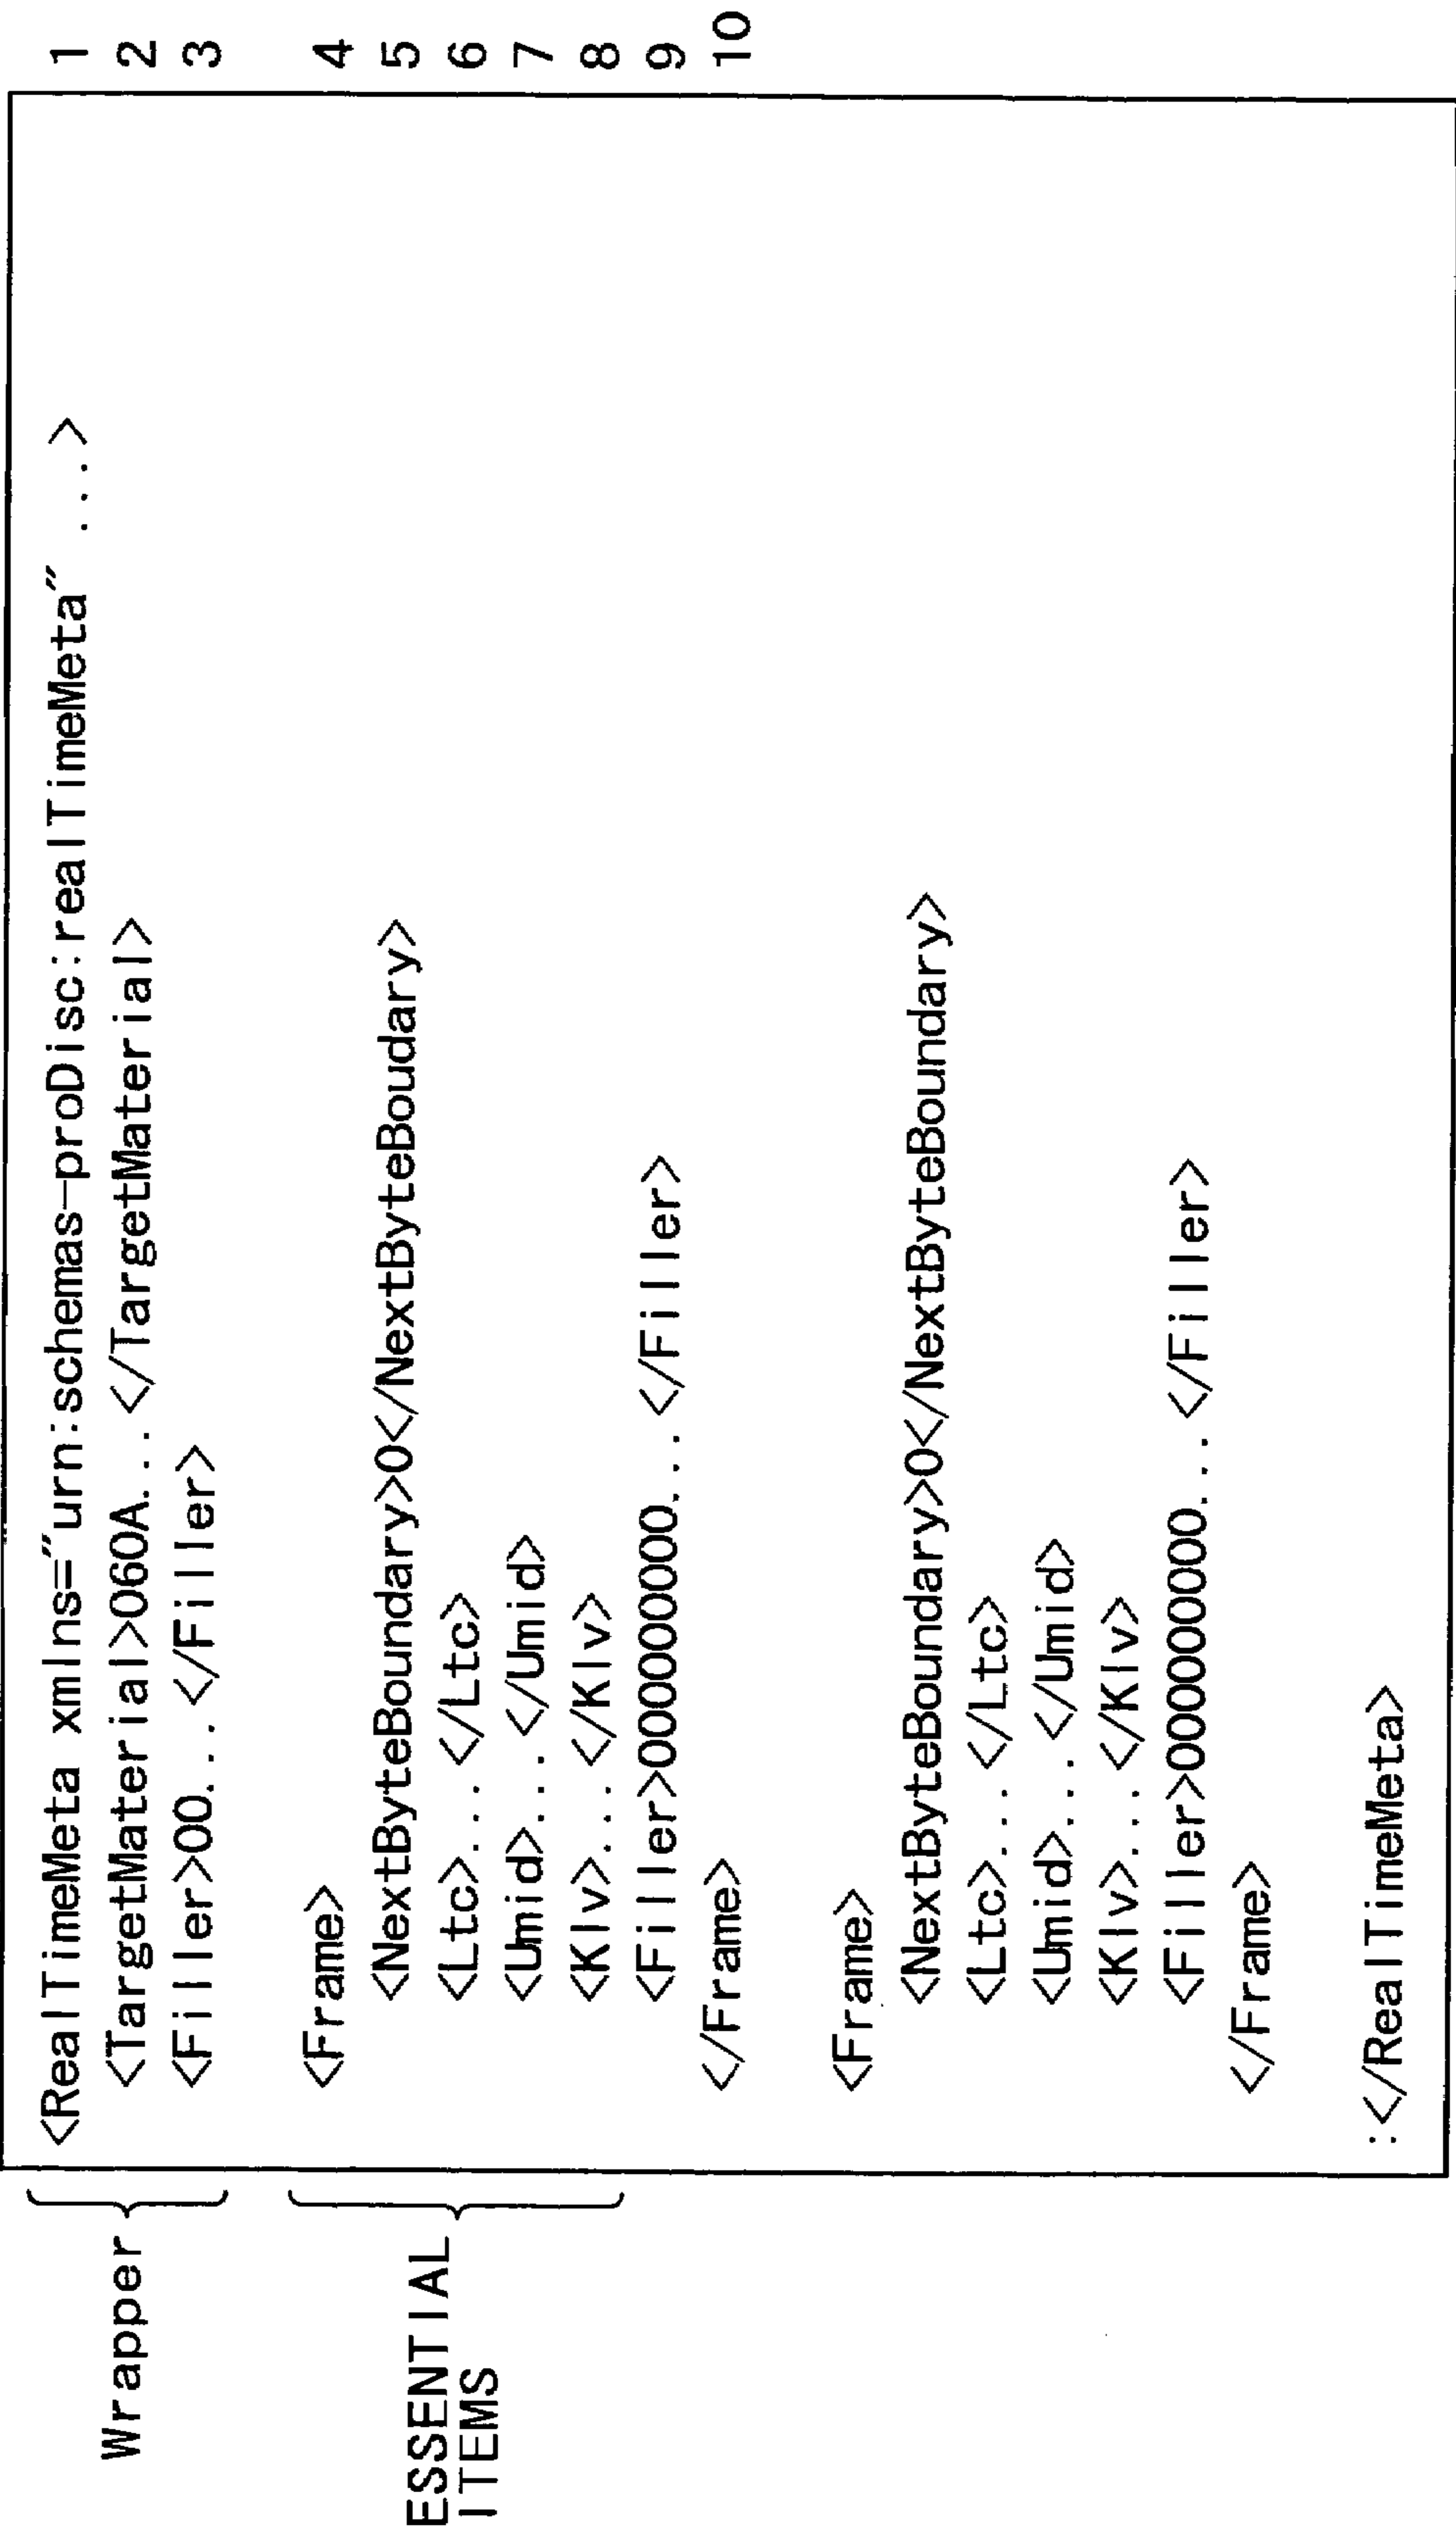 Wrapper
<RealTimeMeta xmlns="urn:schemas-proDisc:realTimeMeta" ...> 1
<TargetMaterial>060A...</TargetMaterial> 2
<Filler>00...</Filler> 3
ESSENTIAL
ITEMS
<Frame> 4
<NextByteBoundary>0</NextByteBoudary> 5
<Ltc>...</Ltc> 6
<Umid>...</Umid> 7
<Klv>...</Klv> 8
<Filler>000000000...</Filler> 9
</Frame> 10
<Frame>
<NextByteBoundary>0</NextByteBoundary>
<Ltc>...</Ltc>
<Umid>...</Umid>
<Klv>...</Klv>
<Filler>000000000...</Filler>
</Frame>
:</RealTimeMeta>